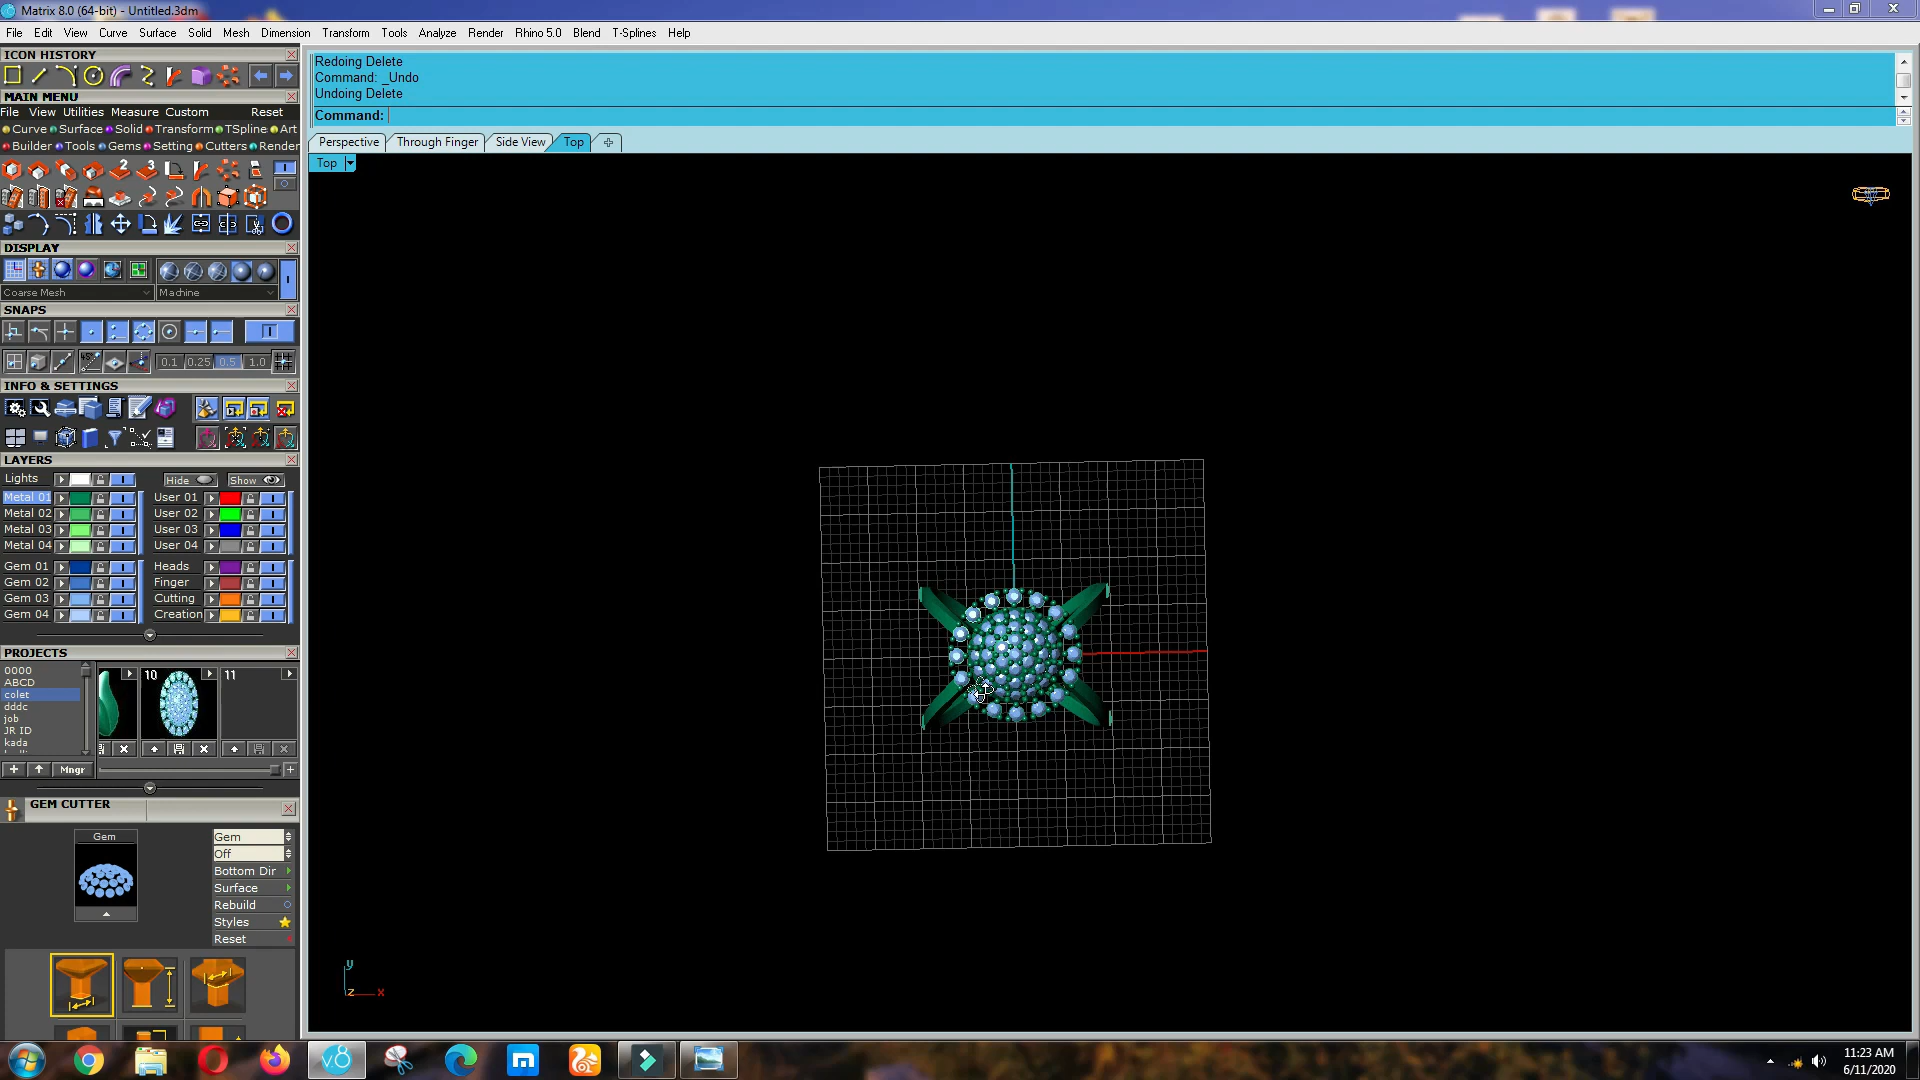 Matrix 8.0 (64-bit) - Untitled.3dm
File Edit View Curve Surface Solid Mesh Dimension Transform Tools Analyze Render Rhino 5.0 Blend T-Splines Help
ICON HISTORY
MAIN MENU
File View Utilities Measure Custom Reset
Curve Surface Solid Transform TSpline Art
Builder Tools Gems Setting Cutters Render
2 3
DISPLAY
Coarse Mesh Machine
SNAPS
0.1 0.25 0.5 1.0
INFO & SETTINGS
LAYERS
Lights Hide Show
Metal 01 User 01
Metal 02 User 02
Metal 03 User 03
Metal 04 User 04
Gem 01 Heads
Gem 02 Finger
Gem 03 Cutting
Gem 04 Creation
PROJECTS
0000
ABCD
colet
dddc
job
JR ID
kada
10 11
Mngr
GEM CUTTER
Gem
Gem
Off
Bottom Dir
Surface
Rebuild
Styles
Reset
Redoing Delete
Command: _Undo
Undoing Delete
Command:
Perspective Through Finger Side View Top
Top
y
z x
v8
11:23 AM
6/11/2020